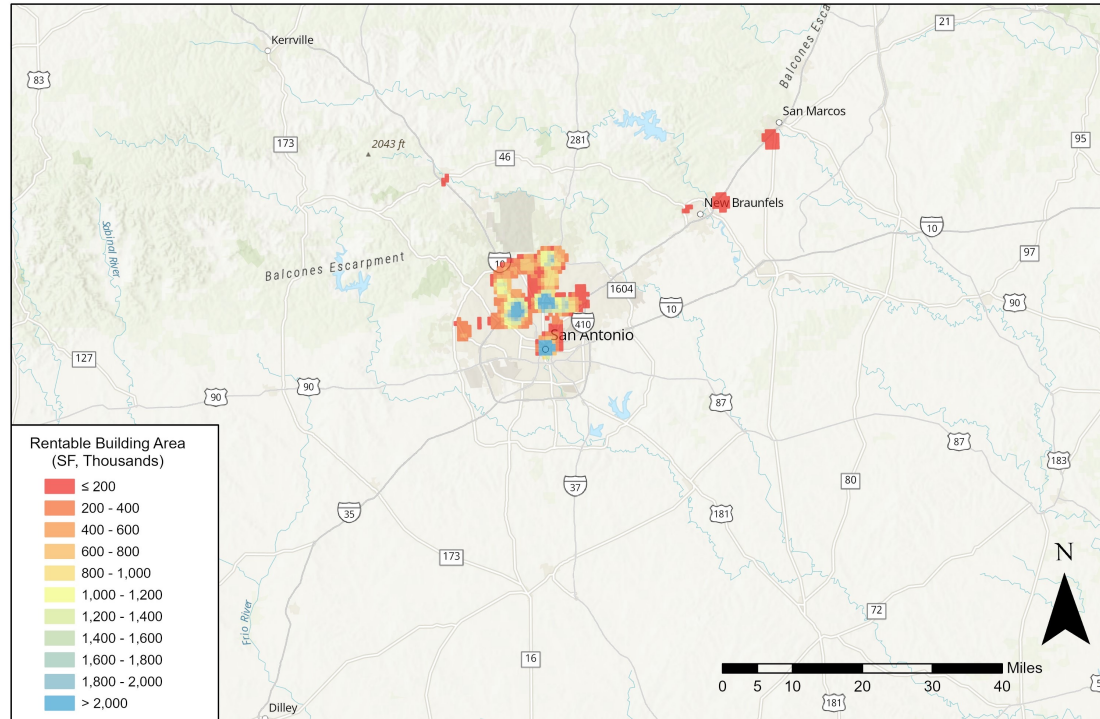 Kerrville
21
Balcones Esca
83
San Marcos
281
173
2043 ft
95
46
New Braunfels
Sabinal River
10
10
97
Balcones Escarpment
1604
10
90
410
San Antonio
127
90
90
87
87
183
Rentable Building Area
(SF, Thousands)
≤ 200
200 - 400
400 - 600
600 - 800
800 - 1,000
1,000 - 1,200
1,200 - 1,400
1,400 - 1,600
1,600 - 1,800
1,800 - 2,000
> 2,000
80
37
35
181
173
N
72
Frio River
16
Miles
0 5 10 20 30 40
5
181
Dilley